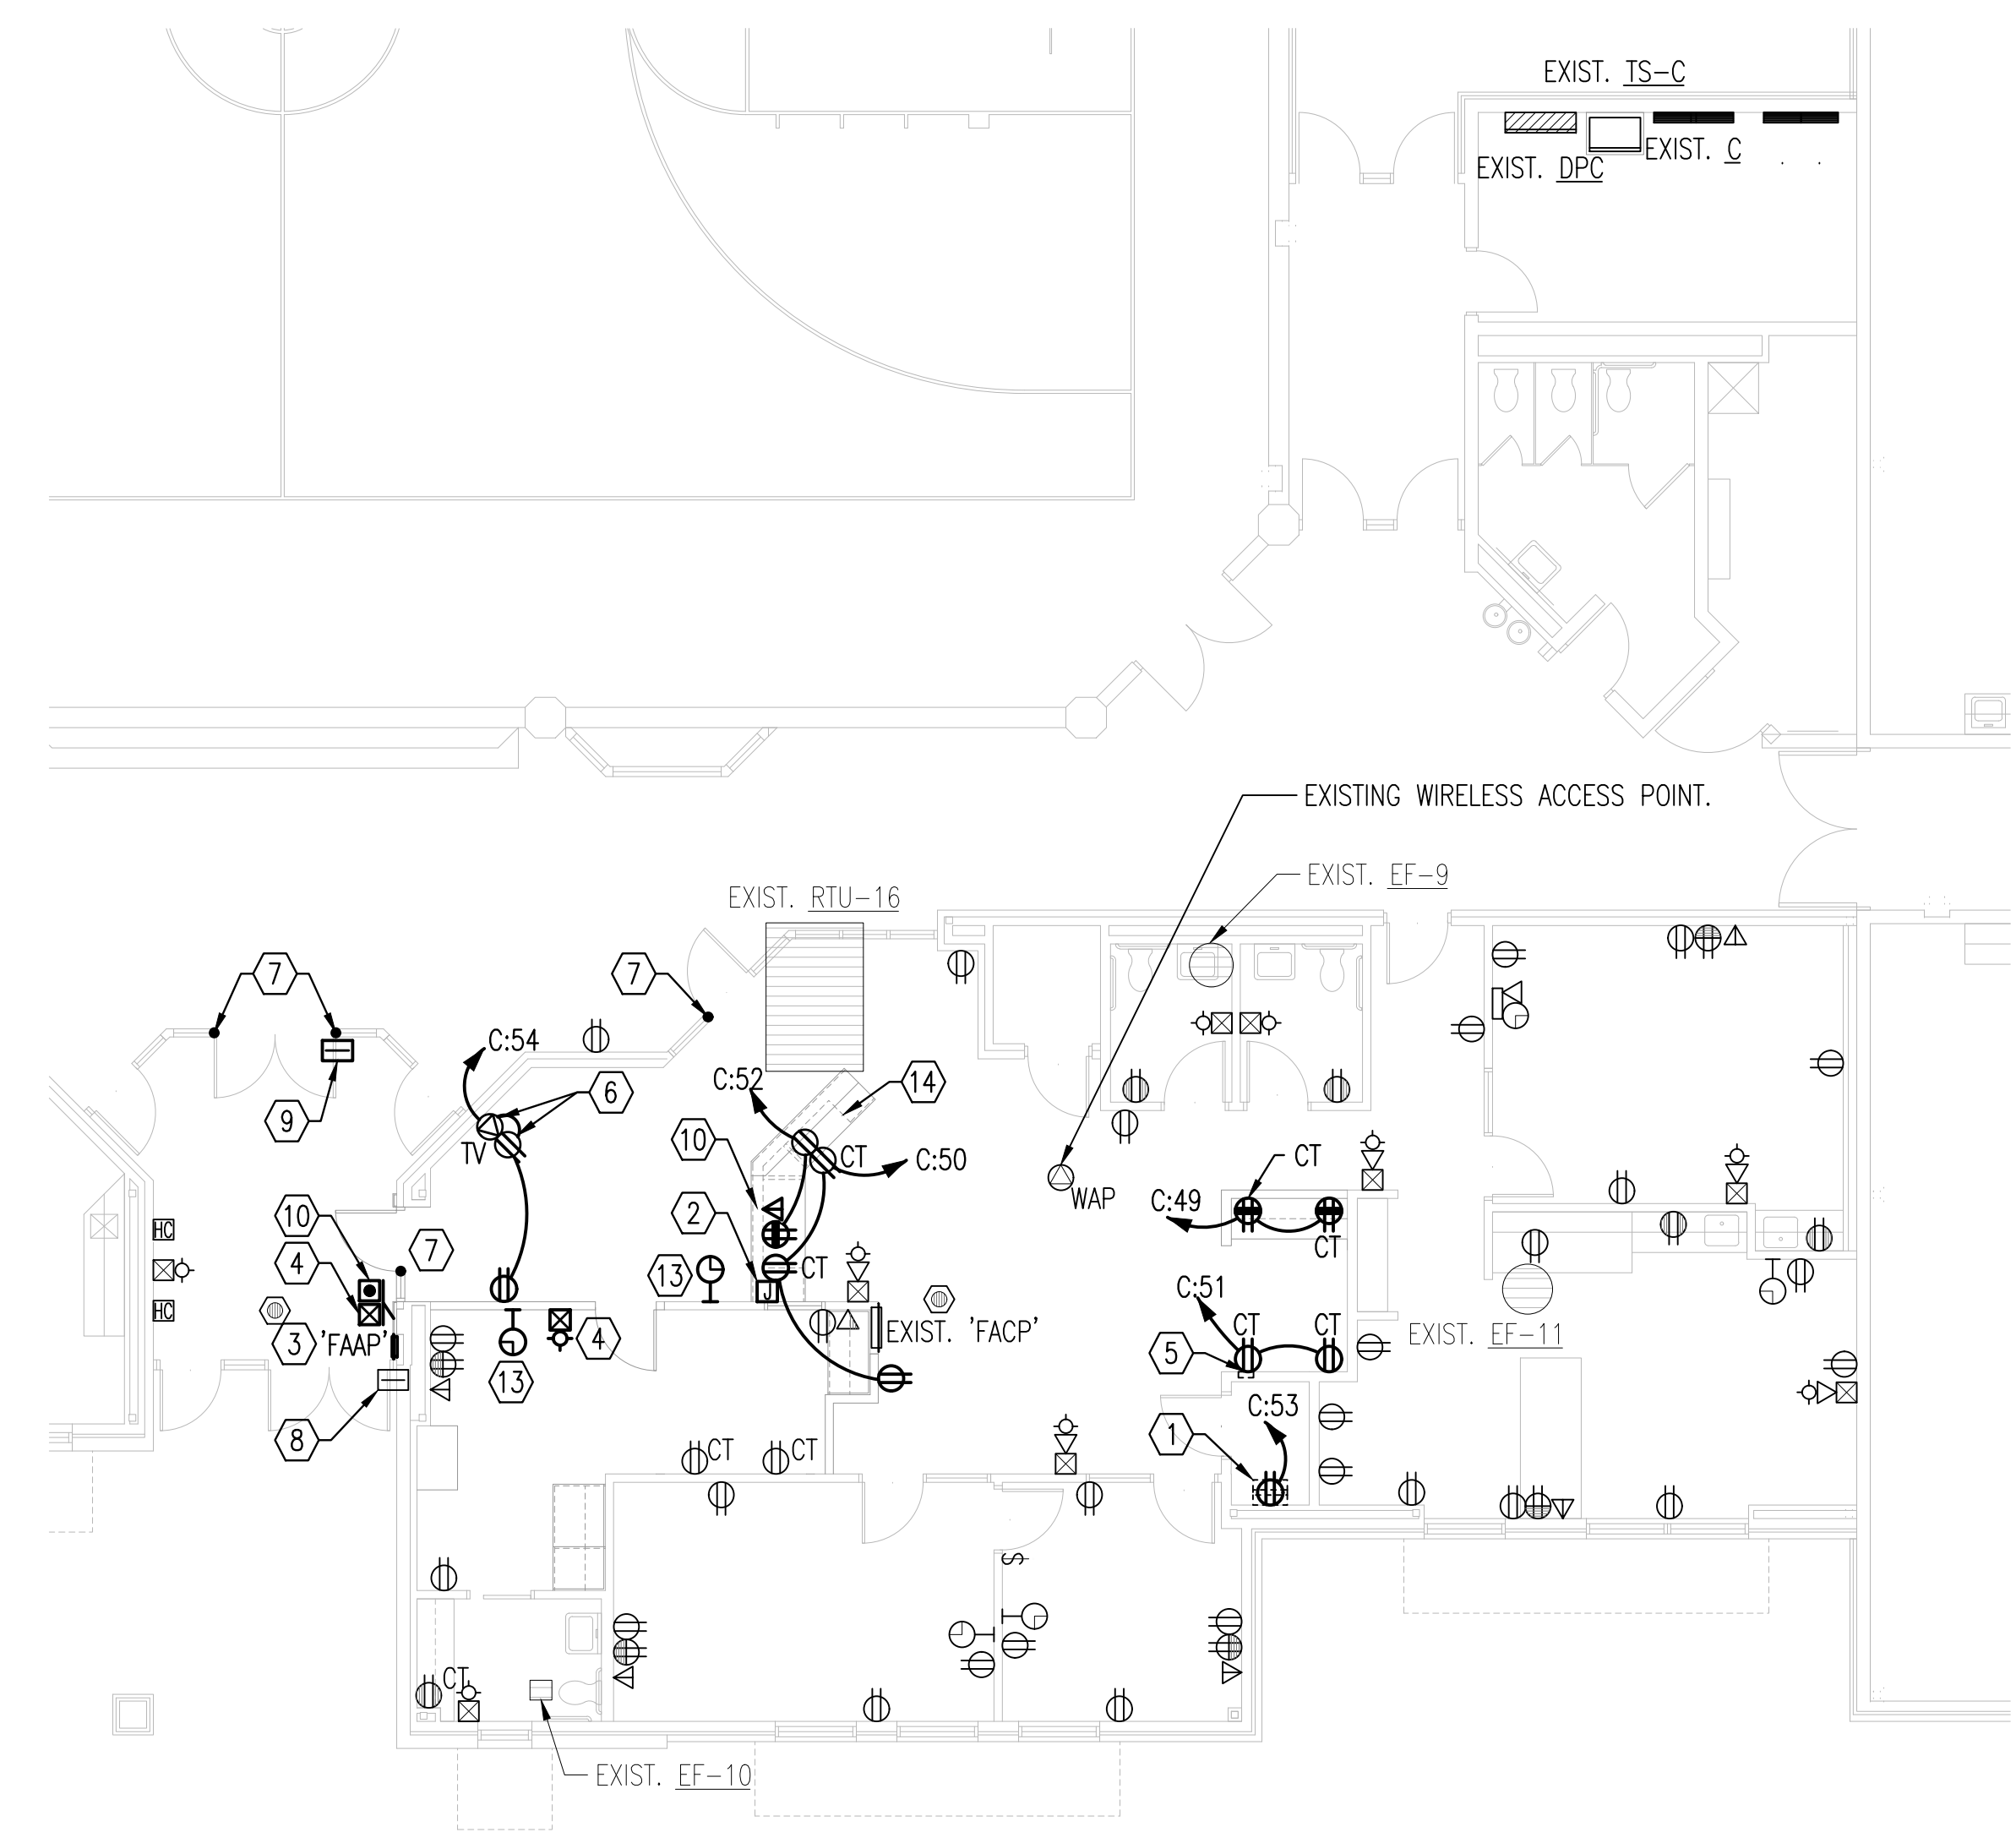 EXIST. TS-C
EXIST. C
EXIST. DPC
EXISTING WIRELESS ACCESS POINT.
EXIST. EF-9
EXIST. RTU-16
7
7
C:54
9
6
TV
C:52
14
10
CT
C:50
2
WAP
C:49
CT
CT
10
7
4
HC
HC
13
CT
J
C:51
3
'FAAP'
4
13
EXIST. 'FACP'
5
CT
CT
EXIST. EF-11
8
CT
CT
1
C:53
S
CT
EXIST. EF-10